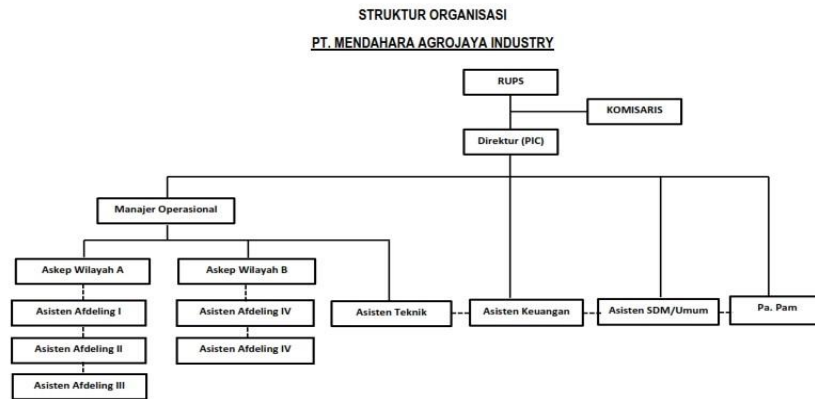 STRUKTUR ORGANISASI
PT. MENDAHARA AGROJAYA INDUSTRY
RUPS
KOMISARIS
Direktur (PIC)
Manajer Operasional
Askep Wilayah A
Askep Wilayah B
Asisten Afdeling I
Asisten Afdeling IV
Asisten Teknik
Asisten Keuangan
Asisten SDM/Umum
Pa. Pam
Asisten Afdeling II
Asisten Afdeling IV
Asisten Afdeling III